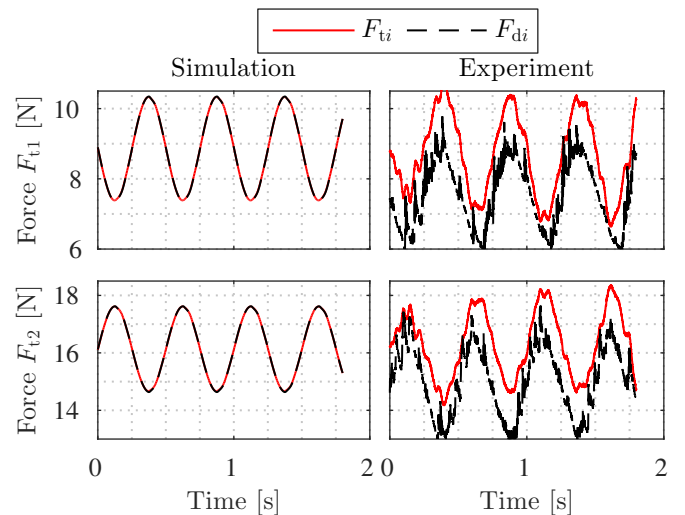 F_ti F_di
Simulation Experiment
Force F_t1 [N]
10
8
6
Force F_t2 [N]
18
16
14
0 1 2 0 1 2
Time [s] Time [s]